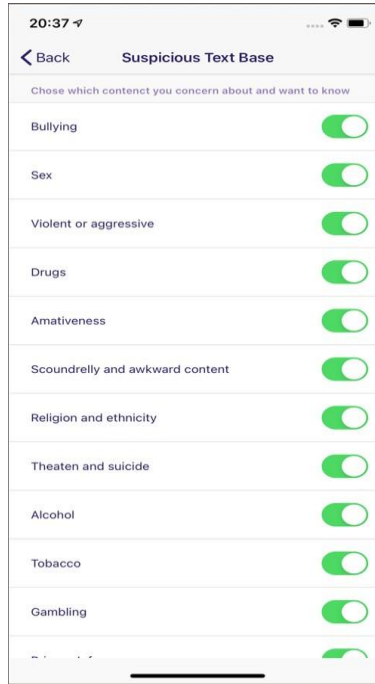 20:37
Back
Suspicious Text Base
Chose which contenct you concern about and want to know
Bullying
Sex
Violent or aggressive
Drugs
Amativeness
Scoundrelly and awkward content
Religion and ethnicity
Theaten and suicide
Alcohol
Tobacco
Gambling